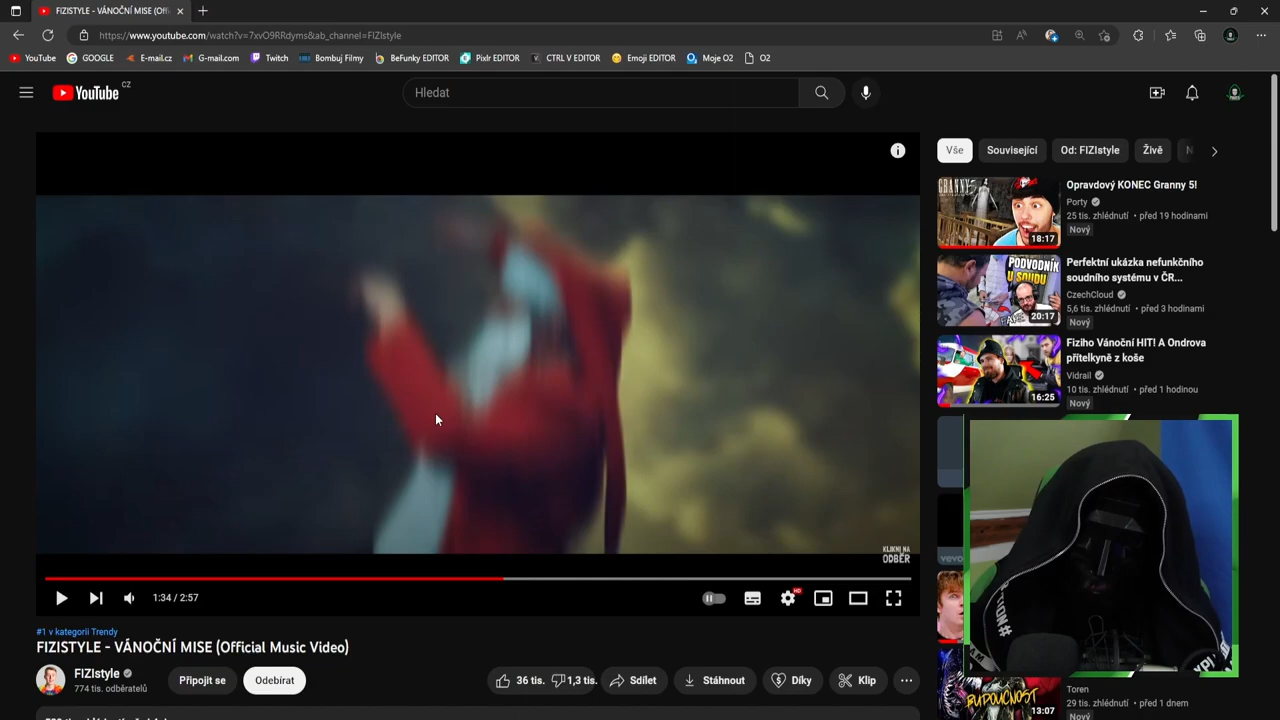 FIZISTYLE - VÁNOČNÍ MISE (Offi
https://www.youtube.com/watch?v=7xvO9RRdyms&ab_channel=FIZIstyle
YouTube GOOGLE E-mail.cz G-mail.com Twitch Bombuj Filmy BeFunky EDITOR Pixlr EDITOR CTRL V EDITOR Emoji EDITOR Moje O2 O2
YouTube CZ
Hledat
Vše Související Od: FIZIstyle Živě N
GRANNY
18:17
Opravdový KONEC Granny 5!
Porty
25 tis. zhlédnutí • před 19 hodinami
Nový
PODVODNÍK
U SOUDU
20:17
Perfektní ukázka nefunkčního
soudního systému v ČR...
CzechCloud
5,6 tis. zhlédnutí • před 3 hodinami
Nový
16:25
Fiziho Vánoční HIT! A Ondrova
přítelkyně z koše
Vidrail
10 tis. zhlédnutí • před 1 hodinou
Nový
vevo
KLIKNI NA
ODBĚR
1:34 / 2:57
HD
#1 v kategorii Trendy
FIZISTYLE - VÁNOČNÍ MISE (Official Music Video)
FIZIstyle
774 tis. odběratelů
Připojit se
Odebírat
36 tis.
1,3 tis.
Sdílet
Stáhnout
Díky
Klip
BUDOUCNOST
13:07
Toren
29 tis. zhlédnutí • před 1 dnem
Nový